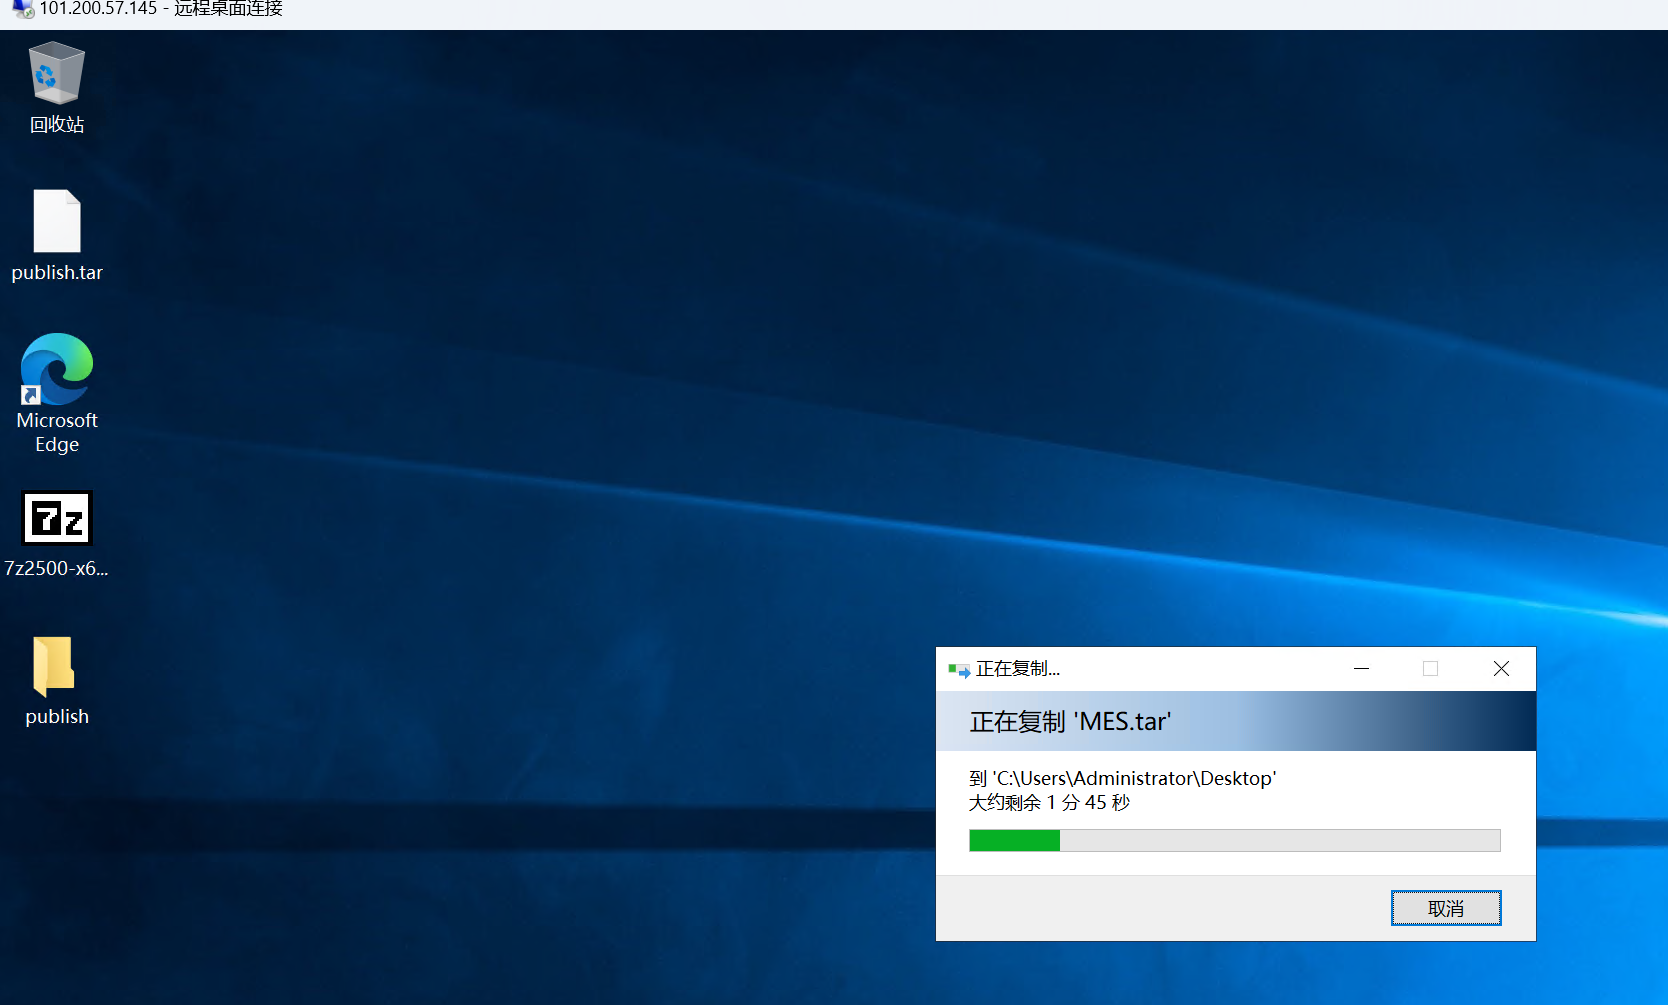 101.200.57.145 - 远程桌面连接
回收站
publish.tar
Microsoft
Edge
7z
7z2500-x6...
publish
正在复制...
正在复制 'MES.tar'
到 'C:\Users\Administrator\Desktop'
大约剩余 1 分 45 秒
取消